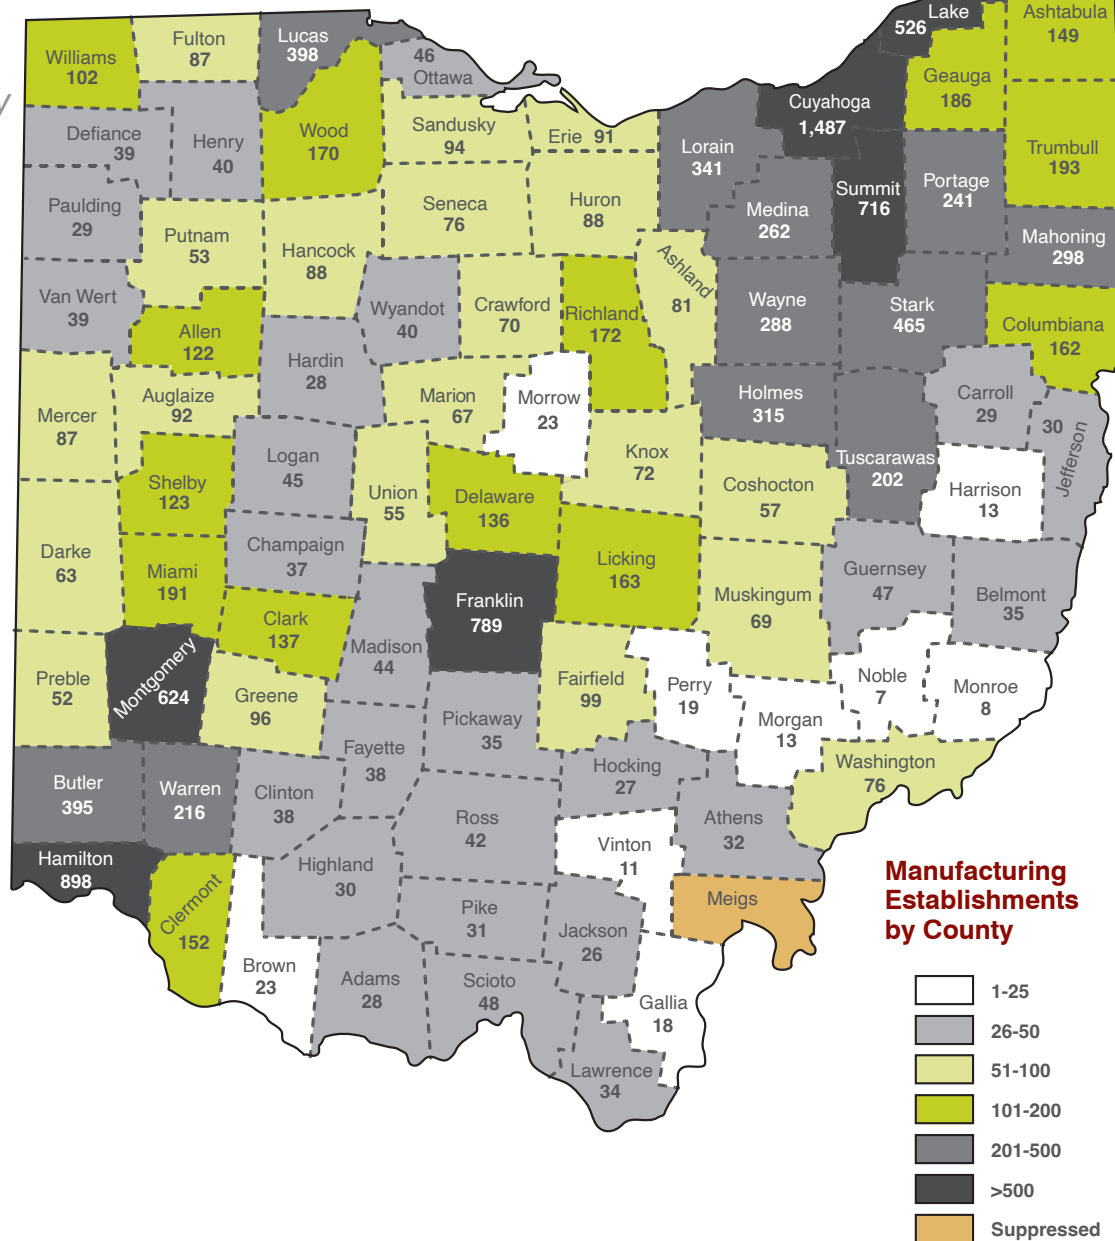 Lake
526
Ashtabula
149
Williams
102
Fulton
87
Lucas
398
46
Ottawa
Geauga
186
y
Defiance
39
Henry
40
Wood
170
Sandusky
94
Erie 91
Lorain
341
Cuyahoga
1,487
Trumbull
193
Paulding
29
Putnam
53
Hancock
88
Seneca
76
Huron
88
Ashland
81
Medina
262
Summit
716
Portage
241
Mahoning
298
Van Wert
39
Allen
122
Wyandot
40
Crawford
70
Richland
172
Wayne
288
Stark
465
Columbiana
162
Hardin
28
Mercer
87
Auglaize
92
Marion
67
Morrow
23
Holmes
315
Carroll
29
30
Jefferson
Shelby
123
Logan
45
Union
55
Delaware
136
Knox
72
Coshocton
57
Tuscarawas
202
Harrison
13
Darke
63
Miami
191
Champaign
37
Clark
137
Franklin
789
Licking
163
Muskingum
69
Guernsey
47
Belmont
35
Preble
52
Montgomery
624
Greene
96
Madison
44
Pickaway
35
Fairfield
99
Perry
19
Morgan
13
Noble
7
Monroe
8
Butler
395
Warren
216
Clinton
38
Fayette
38
Ross
42
Hocking
27
Athens
32
Washington
76
Hamilton
898
Clermont
152
Highland
30
Vinton
11
Meigs
Brown
23
Adams
28
Pike
31
Scioto
48
Jackson
26
Gallia
18
Lawrence
34
Manufacturing
Establishments
by County
1-25
26-50
51-100
101-200
201-500
>500
Suppressed